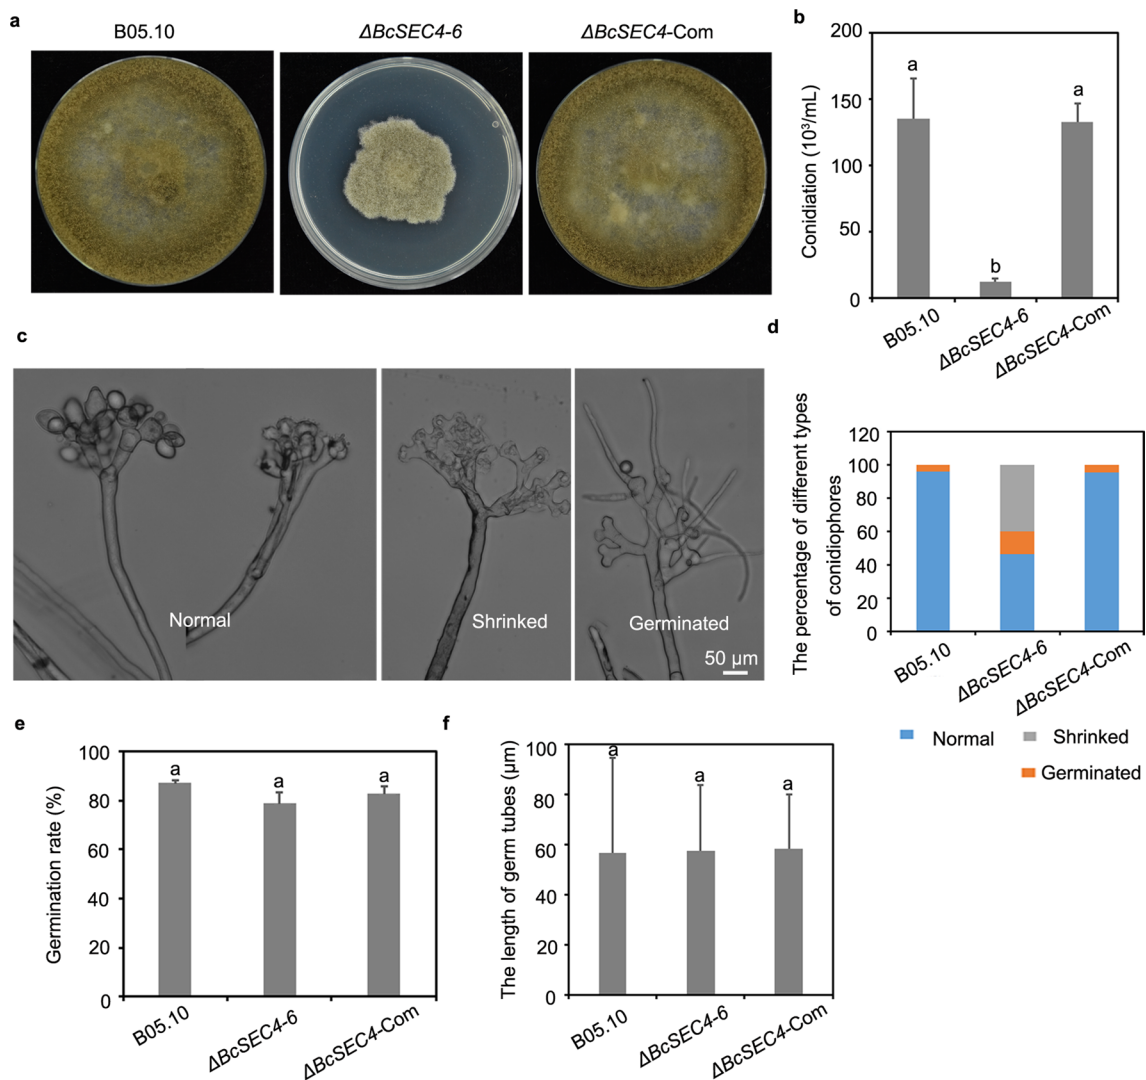 a
B05.10
ΔBcSEC4-6
ΔBcSEC4-Com
b
Conidiation (10³/mL)
200
150
100
50
0
a
b
a
B05.10
ΔBcSEC4-6
ΔBcSEC4-Com
c
Normal
Shrinked
Germinated
50 μm
d
The percentage of different types
of conidiophores
120
100
80
60
40
20
0
B05.10
ΔBcSEC4-6
ΔBcSEC4-Com
Normal
Shrinked
Germinated
e
Germination rate (%)
100
80
60
40
20
0
a
a
a
B05.10
ΔBcSEC4-6
ΔBcSEC4-Com
f
The length of germ tubes (μm)
100
80
60
40
20
0
a
a
a
B05.10
ΔBcSEC4-6
ΔBcSEC4-Com